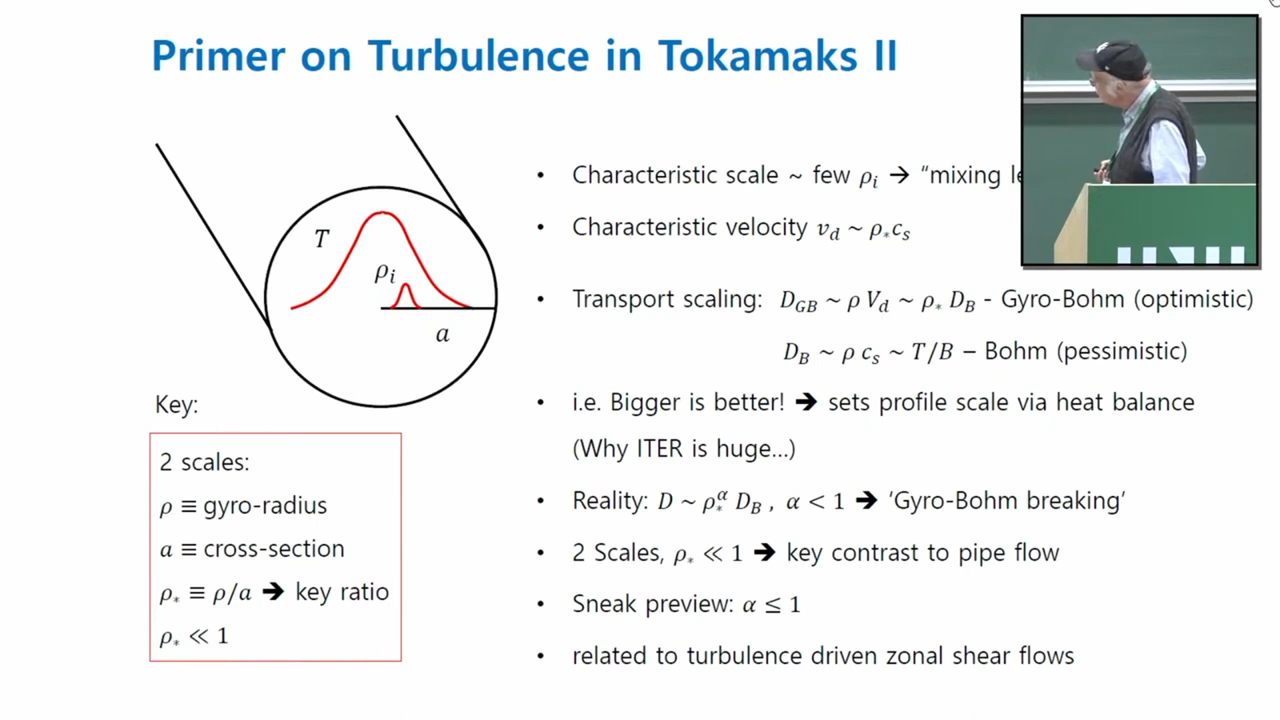 Primer on Turbulence in Tokamaks II
T
ρᵢ
a
Key:
2 scales:
ρ ≡ gyro-radius
a ≡ cross-section
ρ* ≡ ρ/a ➔ key ratio
ρ* ≪ 1
• Characteristic scale ~ few ρᵢ ➔ “mixing
• Characteristic velocity v_d ~ ρ*c_s
• Transport scaling: D_GB ~ ρ V_d ~ ρ* D_B - Gyro-Bohm (optimistic)
D_B ~ ρ c_s ~ T/B – Bohm (pessimistic)
• i.e. Bigger is better! ➔ sets profile scale via heat balance
(Why ITER is huge...)
• Reality: D ~ ρ*^α D_B , α < 1 ➔ ‘Gyro-Bohm breaking’
• 2 Scales, ρ* ≪ 1 ➔ key contrast to pipe flow
• Sneak preview: α ≤ 1
• related to turbulence driven zonal shear flows